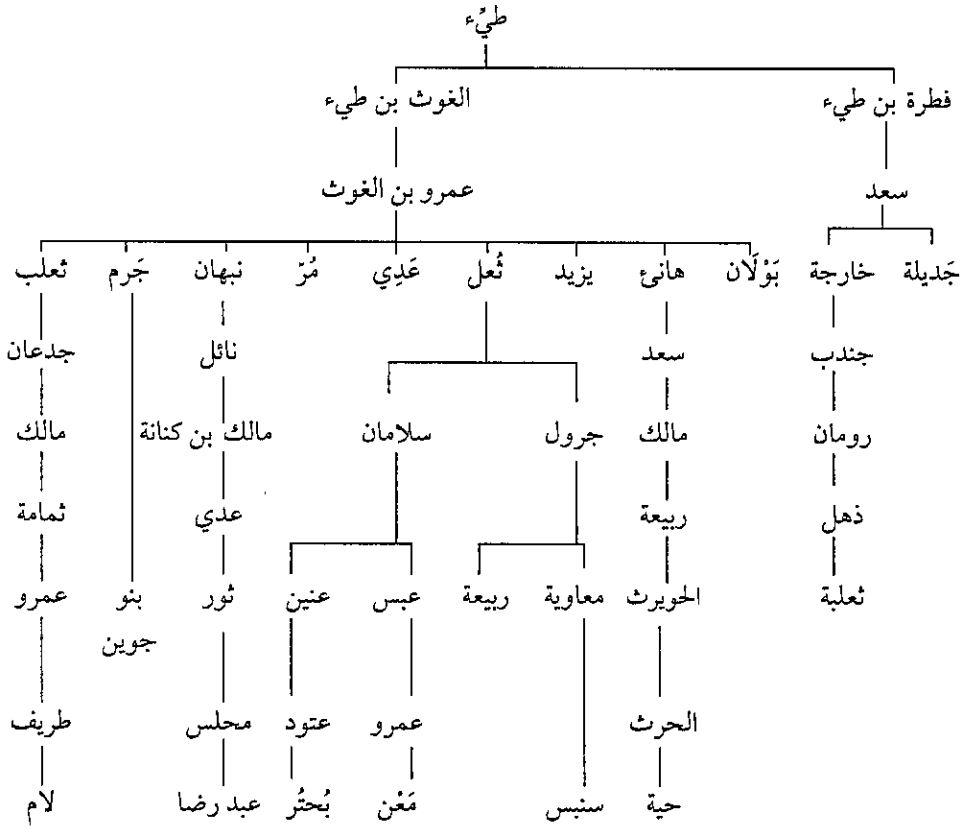 طيِّء
فطرة بن طيء الغوث بن طيء
سعد عمرو بن الغوث
جَديلة خارجة بَوْلَان هانئ يزيد ثُعل عَدِي مُرّ نبهان جَرم ثعلب
جندب سعد نائل جدعان
رومان مالك جرول سلامان مالك بن كنانة مالك
ذهل ربيعة عدي ثمامة
ثعلبة الحويرث معاوية ربيعة عبس عنين ثور بنو عمرو
جوين
الحرث عمرو عتود محلس طريف
حية سنبس مَعْن بُحتُر عبد رضا لام